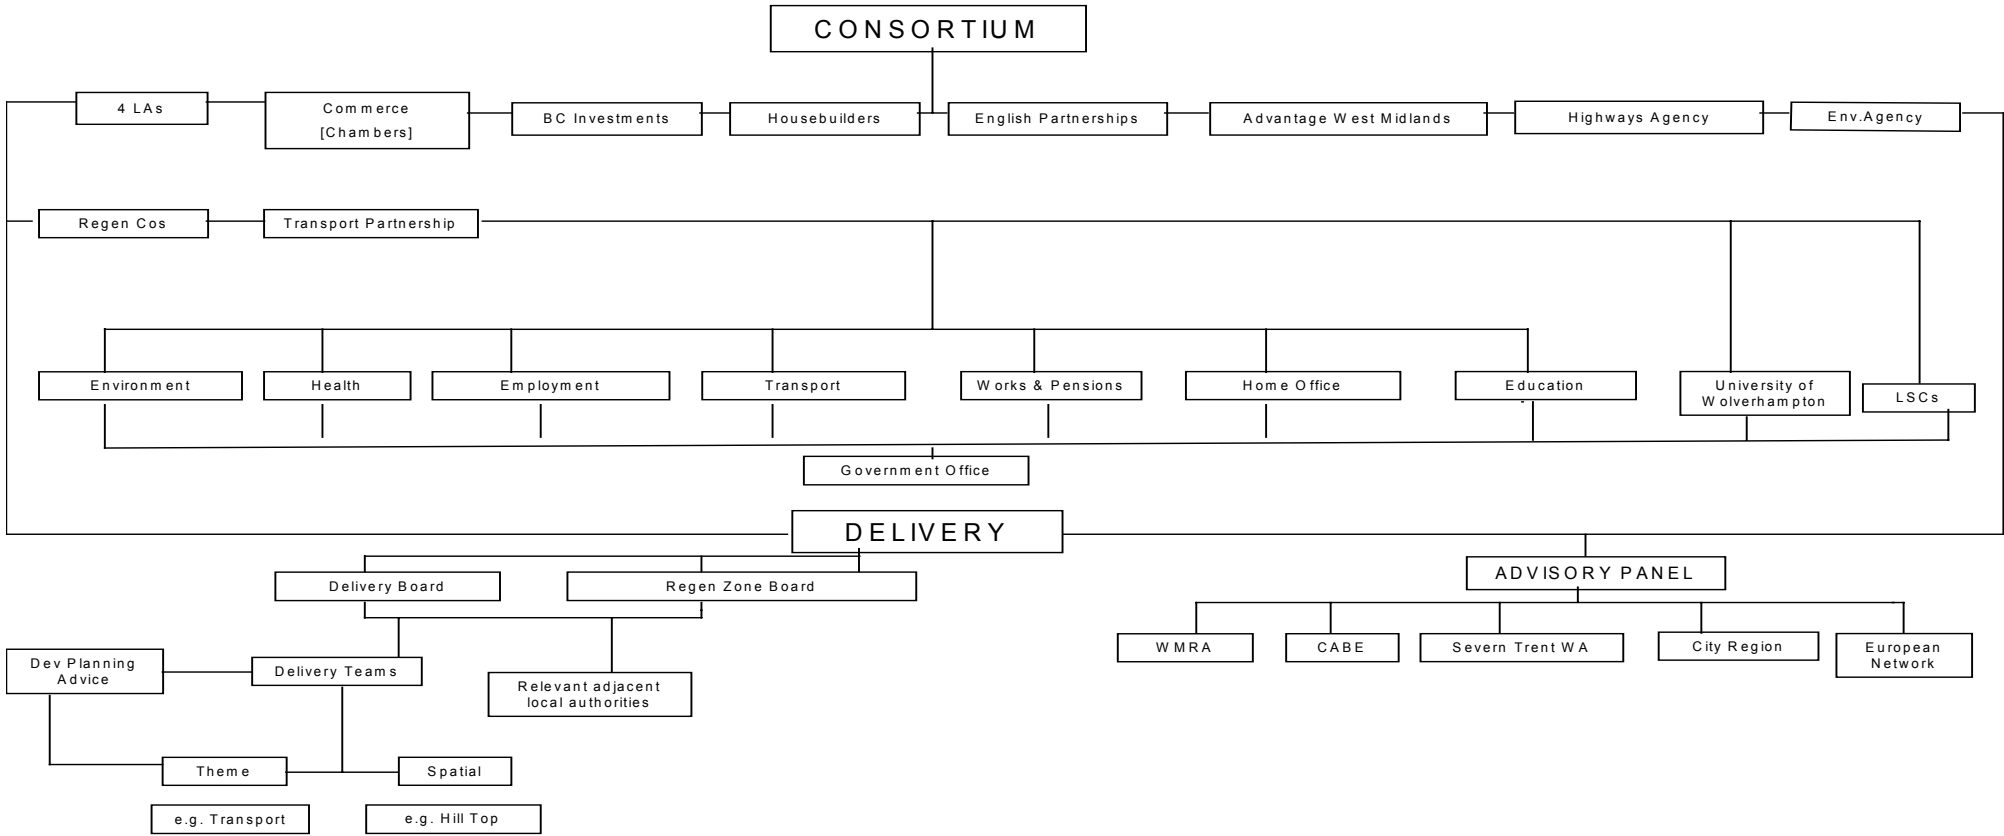 CONSORTIUM
4 LAs
Commerce
[Chambers]
BC Investments
Housebuilders
English Partnerships
Advantage West Midlands
Highways Agency
Env.Agency
Regen Cos
Transport Partnership
Environment
Health
Employment
Transport
Works & Pensions
Home Office
Education
University of
Wolverhampton
LSCs
Government Office
DELIVERY
Delivery Board
Regen Zone Board
ADVISORY PANEL
WMRA
CABE
Severn Trent WA
City Region
European
Network
Dev Planning
Advice
Delivery Teams
Relevant adjacent
local authorities
Theme
Spatial
e.g. Transport
e.g. Hill Top